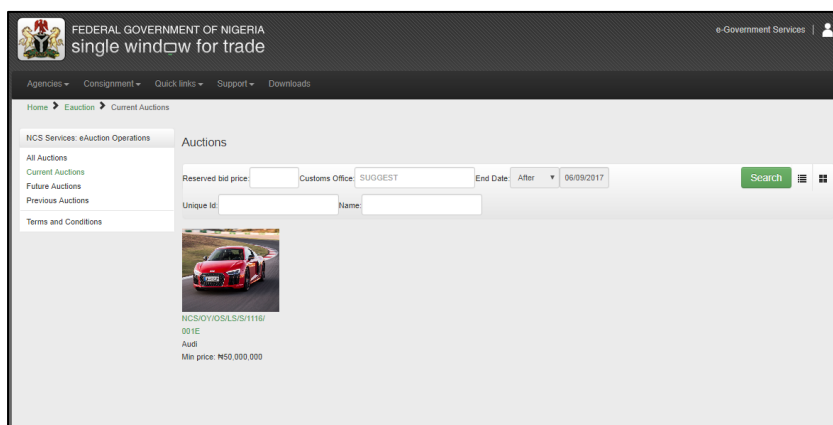 FEDERAL GOVERNMENT OF NIGERIA
single window for trade
e-Government Services |
Agencies Consignment Quick links Support Downloads
Home > Eauction > Current Auctions
NCS Services: eAuction Operations
All Auctions
Current Auctions
Future Auctions
Previous Auctions
Terms and Conditions
Auctions
Reserved bid price: Customs Office: SUGGEST End Date: After 06/09/2017 Search
Unique Id: Name:
NCS/OY/OS/LS/S/1116/
001E
Audi
Min price: ₦50,000,000